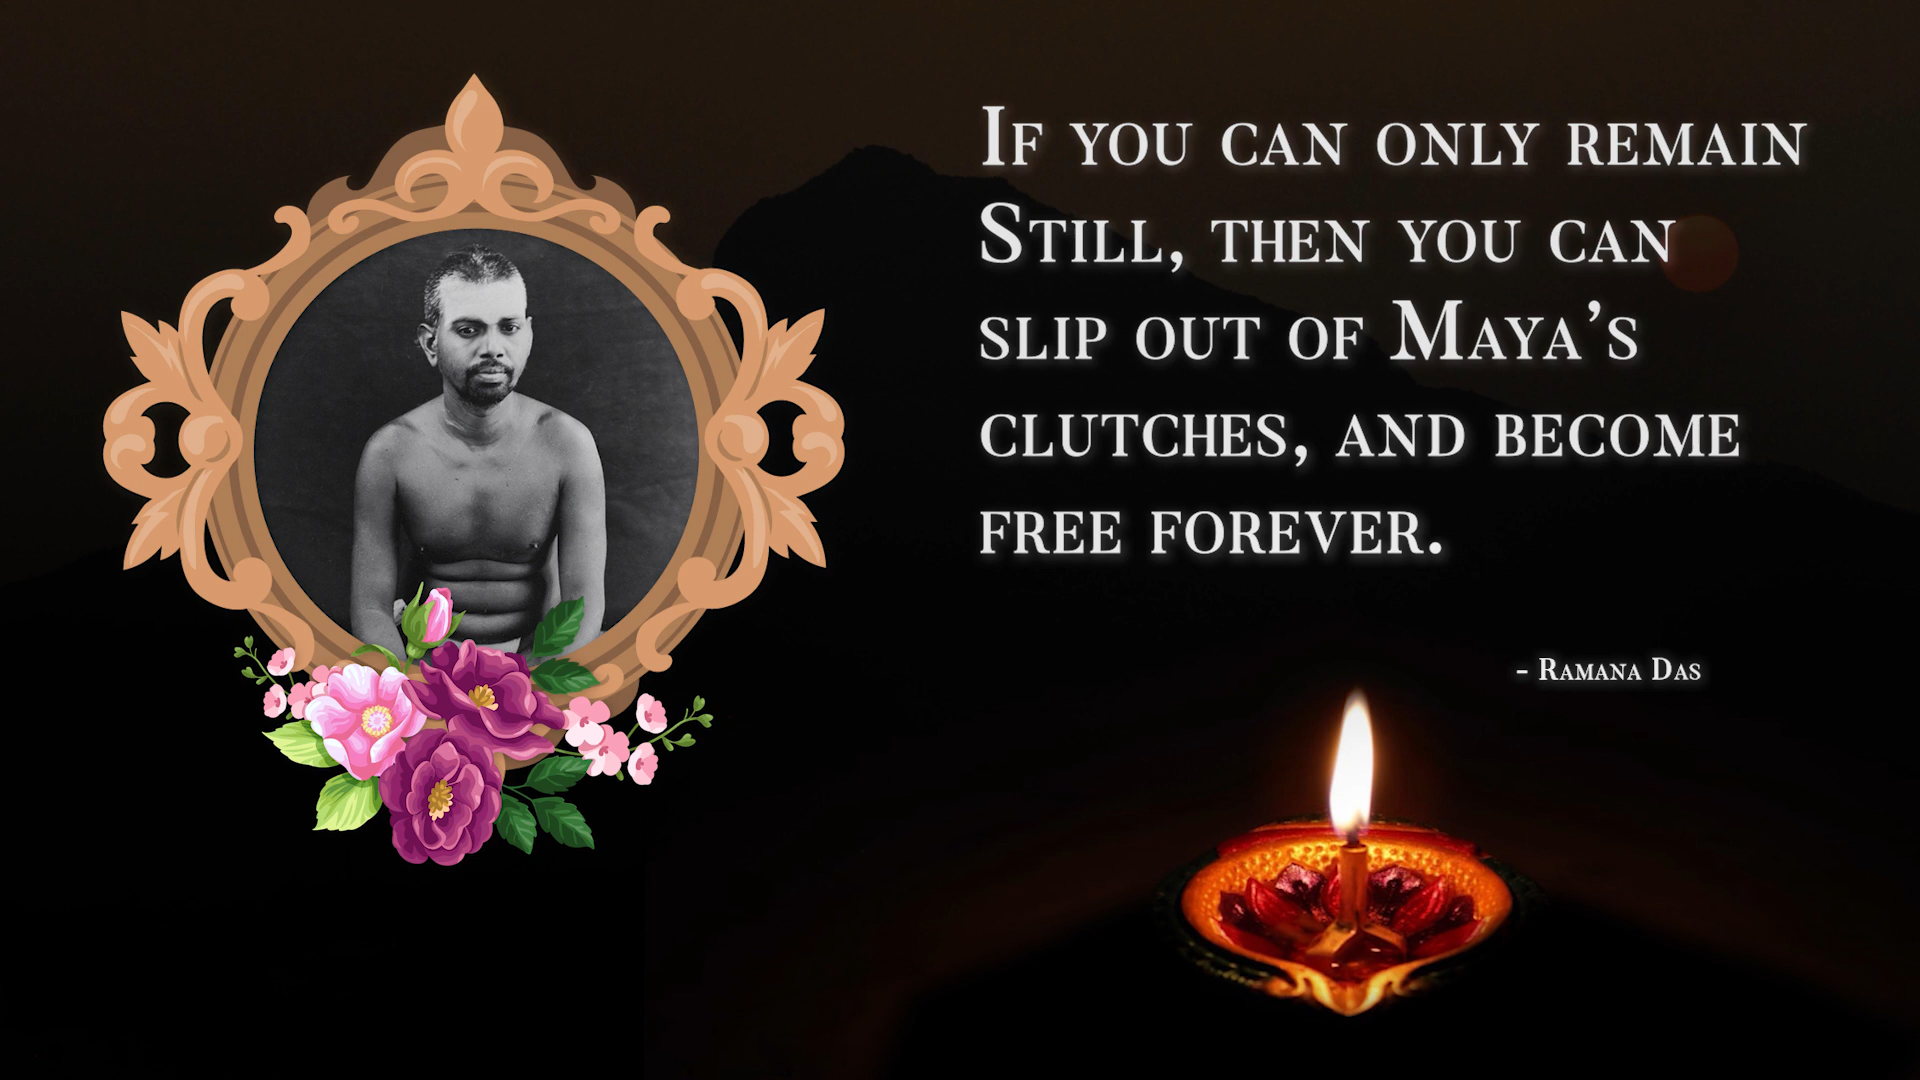 If you can only remain
Still, then you can
slip out of Maya’s
clutches, and become
free forever.
- Ramana Das